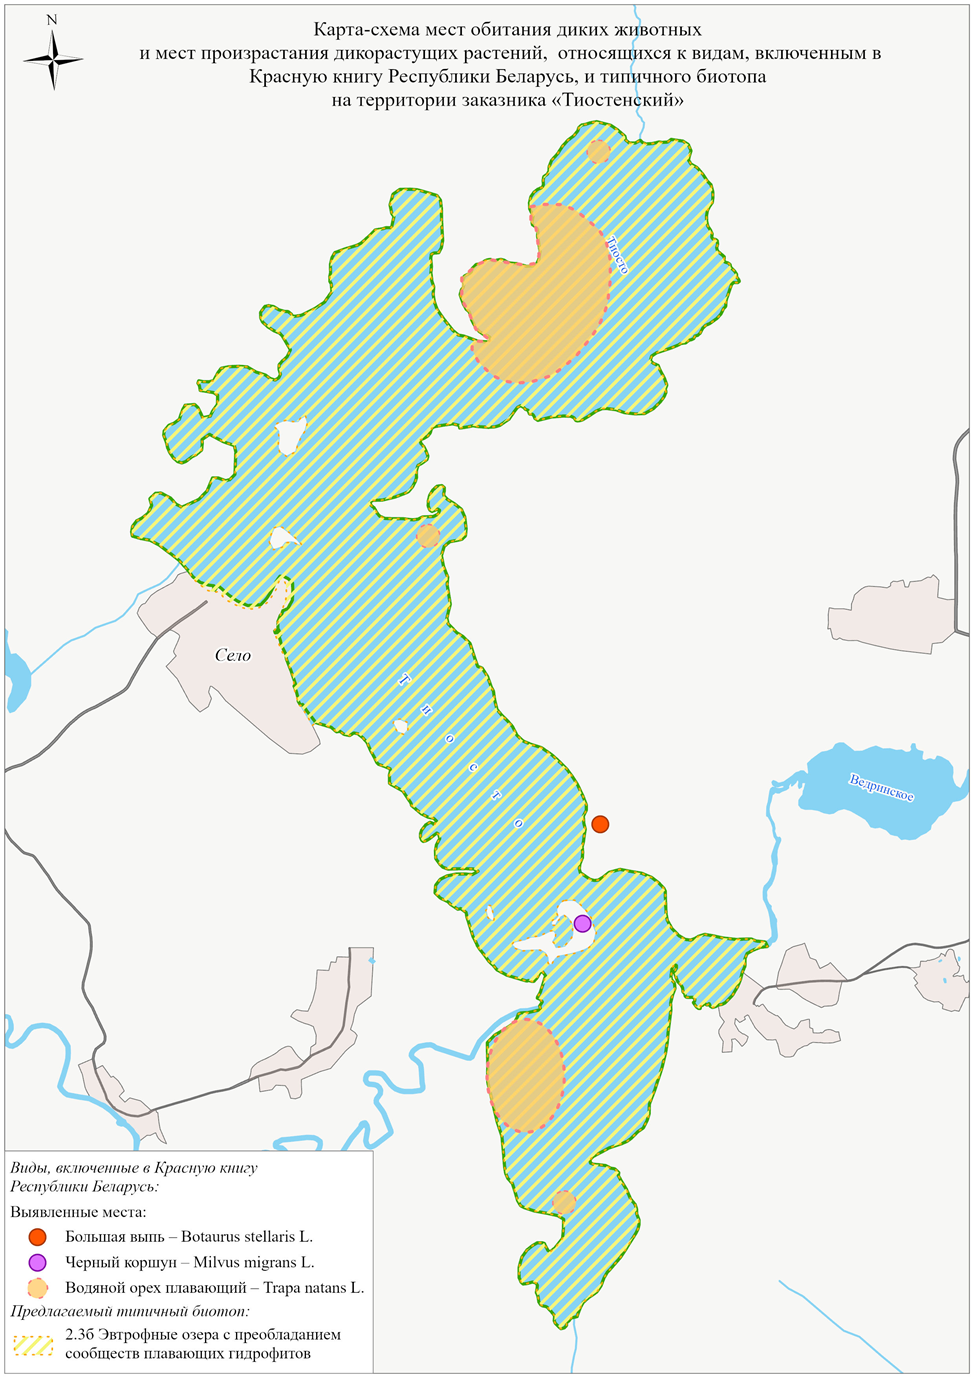 N
Карта-схема мест обитания диких животных
и мест произрастания дикорастущих растений, относящихся к видам, включенным в
Красную книгу Республики Беларусь, и типичного биотопа
на территории заказника «Тиостенский»
Тиосто
Село
Тиосто
Ведринское
Виды, включенные в Красную книгу
Республики Беларусь:
Выявленные места:
Большая выпь – Botaurus stellaris L.
Черный коршун – Milvus migrans L.
Водяной орех плавающий – Trapa natans L.
Предлагаемый типичный биотоп:
2.3б Эвтрофные озера с преобладанием
сообществ плавающих гидрофитов